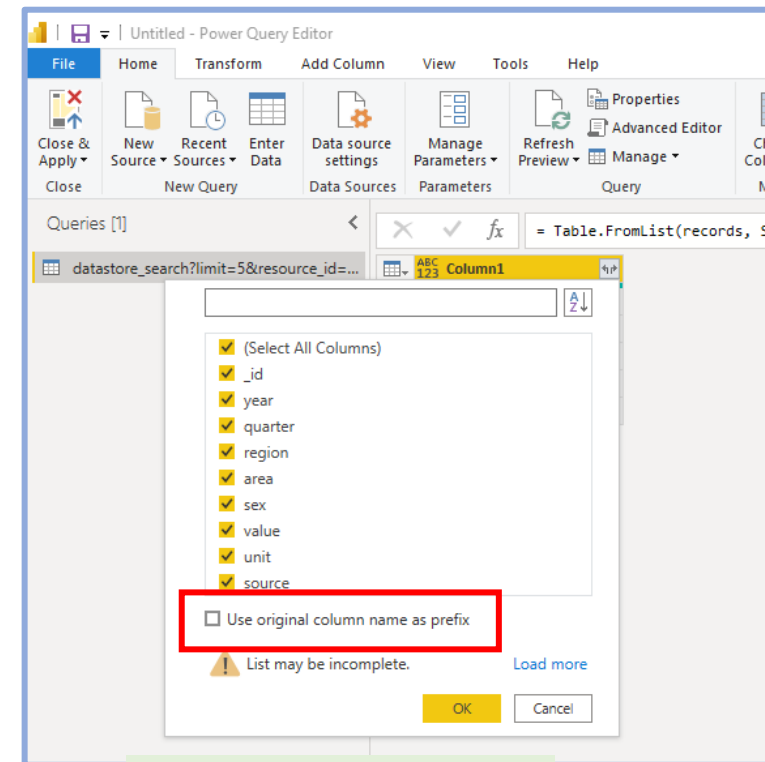 Untitled - Power Query Editor
File Home Transform Add Column View Tools Help
Close & Apply
New Source
Recent Sources
Enter Data
Data source settings
Manage Parameters
Refresh Preview
Properties
Advanced Editor
Manage
Close New Query Data Sources Parameters Query
Queries [1]
fx = Table.FromList(records, S
datastore_search?limit=5&resource_id=...
ABC 123 Column1
A Z
(Select All Columns)
_id
year
quarter
region
area
sex
value
unit
source
Use original column name as prefix
List may be incomplete. Load more
OK Cancel